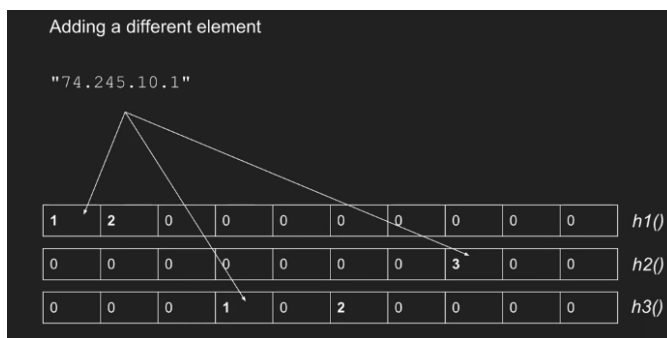 Adding a different element
"74.245.10.1"
1 2 0 0 0 0 0 0 0 0 h1()
0 0 0 0 0 0 0 3 0 0 h2()
0 0 0 1 0 2 0 0 0 0 h3()